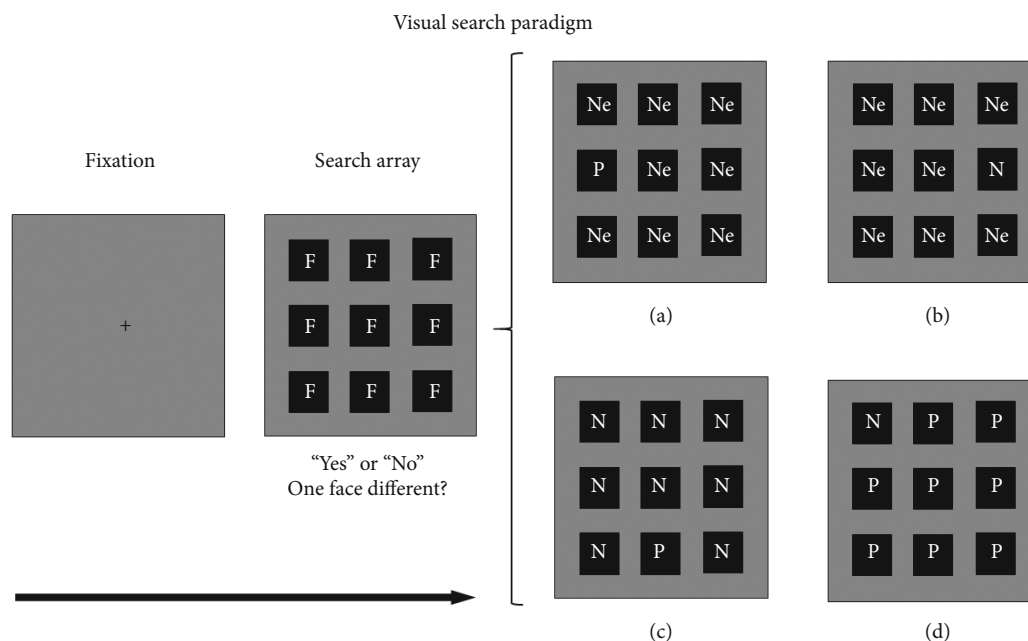 Visual search paradigm
Fixation
+
Search array
F F F
F F F
F F F
“Yes” or “No”
One face different?
Ne Ne Ne
P Ne Ne
Ne Ne Ne
(a)
Ne Ne Ne
Ne Ne N
Ne Ne Ne
(b)
N N N
N N N
N P N
(c)
N P P
P P P
P P P
(d)